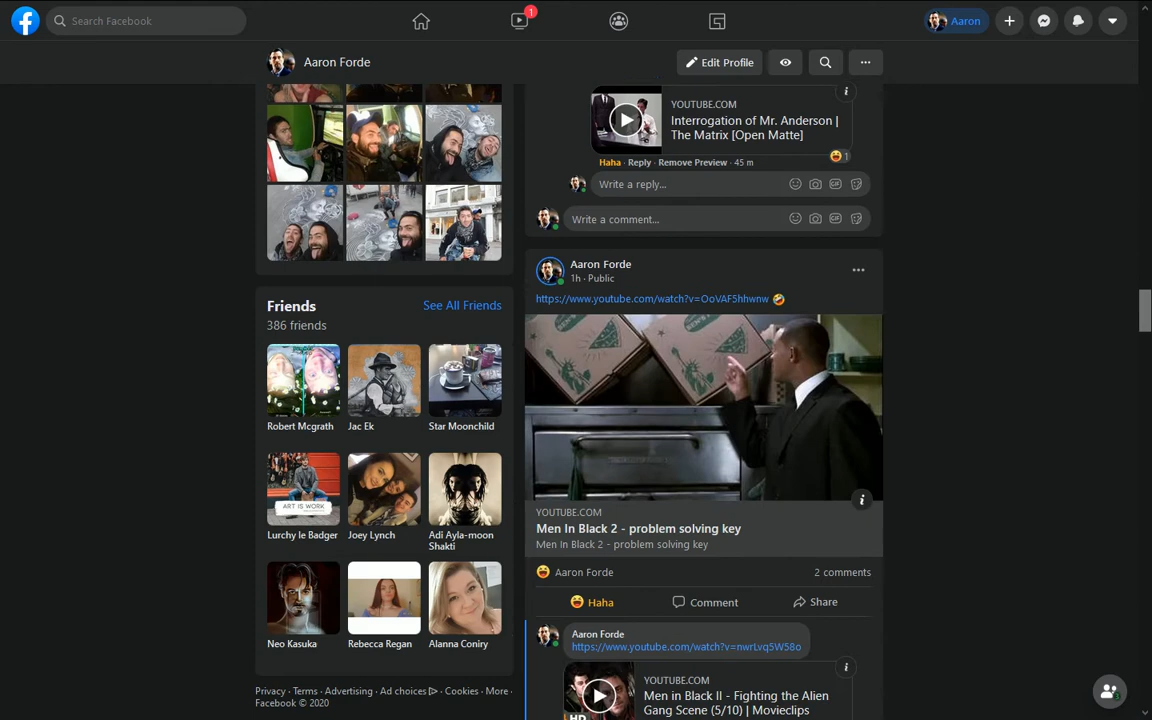 Search Facebook
1
Aaron
Aaron Forde
Edit Profile
YOUTUBE.COM
Interrogation of Mr. Anderson |
The Matrix [Open Matte]
Haha · Reply · Remove Preview · 45 m
1
Write a reply...
Write a comment...
Friends
See All Friends
386 friends
Robert Mcgrath
Jac Ek
Star Moonchild
ART IS WORK
Lurchy le Badger
Joey Lynch
Adi Ayla-moon
Shakti
Neo Kasuka
Rebecca Regan
Alanna Coniry
Privacy · Terms · Advertising · Ad choices · Cookies · More ·
Facebook © 2020
Aaron Forde
1h · Public
https://www.youtube.com/watch?v=OoVAF5hhwnw 🤣
YOUTUBE.COM
Men In Black 2 - problem solving key
Men In Black 2 - problem solving key
Aaron Forde
2 comments
Haha
Comment
Share
Aaron Forde
https://www.youtube.com/watch?v=nwrLvq5W58o
YOUTUBE.COM
Men in Black II - Fighting the Alien
Gang Scene (5/10) | Movieclips
HD